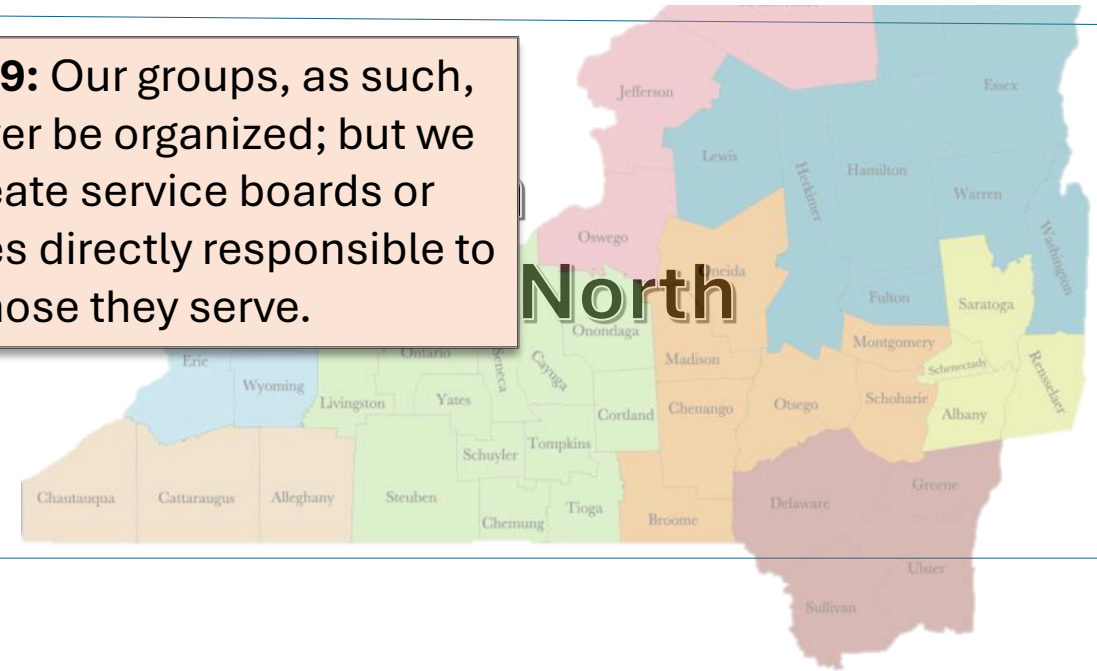 9: Our groups, as such,
er be organized; but we
eate service boards or
es directly responsible to
nose they serve.
North
Jefferson
Essex
Lewis
Herkimer
Hamilton
Warren
Washington
Oswego
Oneida
Fulton
Saratoga
Onondaga
Montgomery
Erie
Ontario
Seneca
Cayuga
Madison
Schenectady
Rensselaer
Wyoming
Livingston
Yates
Cortland
Chenango
Otsego
Schoharie
Albany
Schuyler
Tompkins
Chautauqua
Cattaraugus
Alleghany
Steuben
Chemung
Tioga
Broome
Delaware
Greene
Ulster
Sullivan